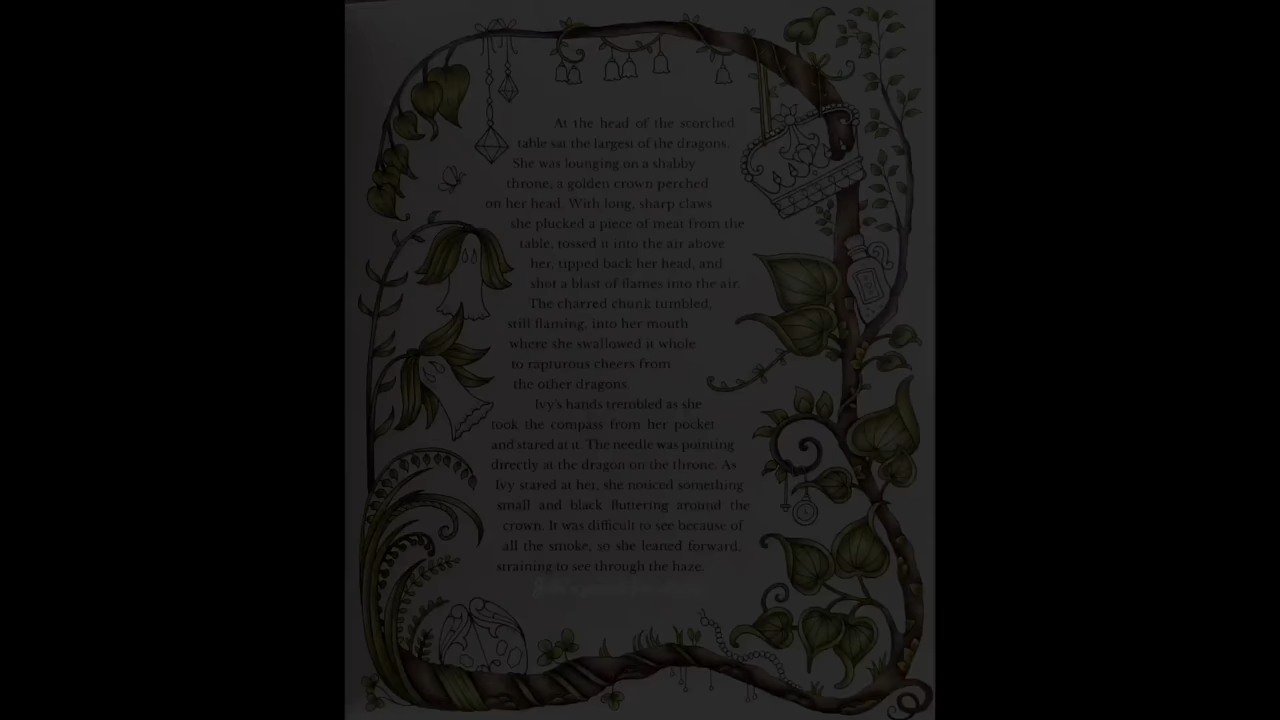 At the head of the scorched
table sat the largest of the dragons.
She was lounging on a shabby
throne, a golden crown perched
on her head. With long, sharp claws
she plucked a piece of meat from the
table, tossed it into the air above
her, tipped back her head, and
shot a blast of flames into the air.
The charred chunk tumbled,
still flaming, into her mouth
where she swallowed it whole
to rapturous cheers from
the other dragons.
Ivy's hands trembled as she
took the compass from her pocket
and stared at it. The needle was pointing
directly at the dragon on the throne. As
Ivy stared at her, she noticed something
small and black fluttering around the
crown. It was difficult to see because of
all the smoke, so she leaned forward,
straining to see through the haze.